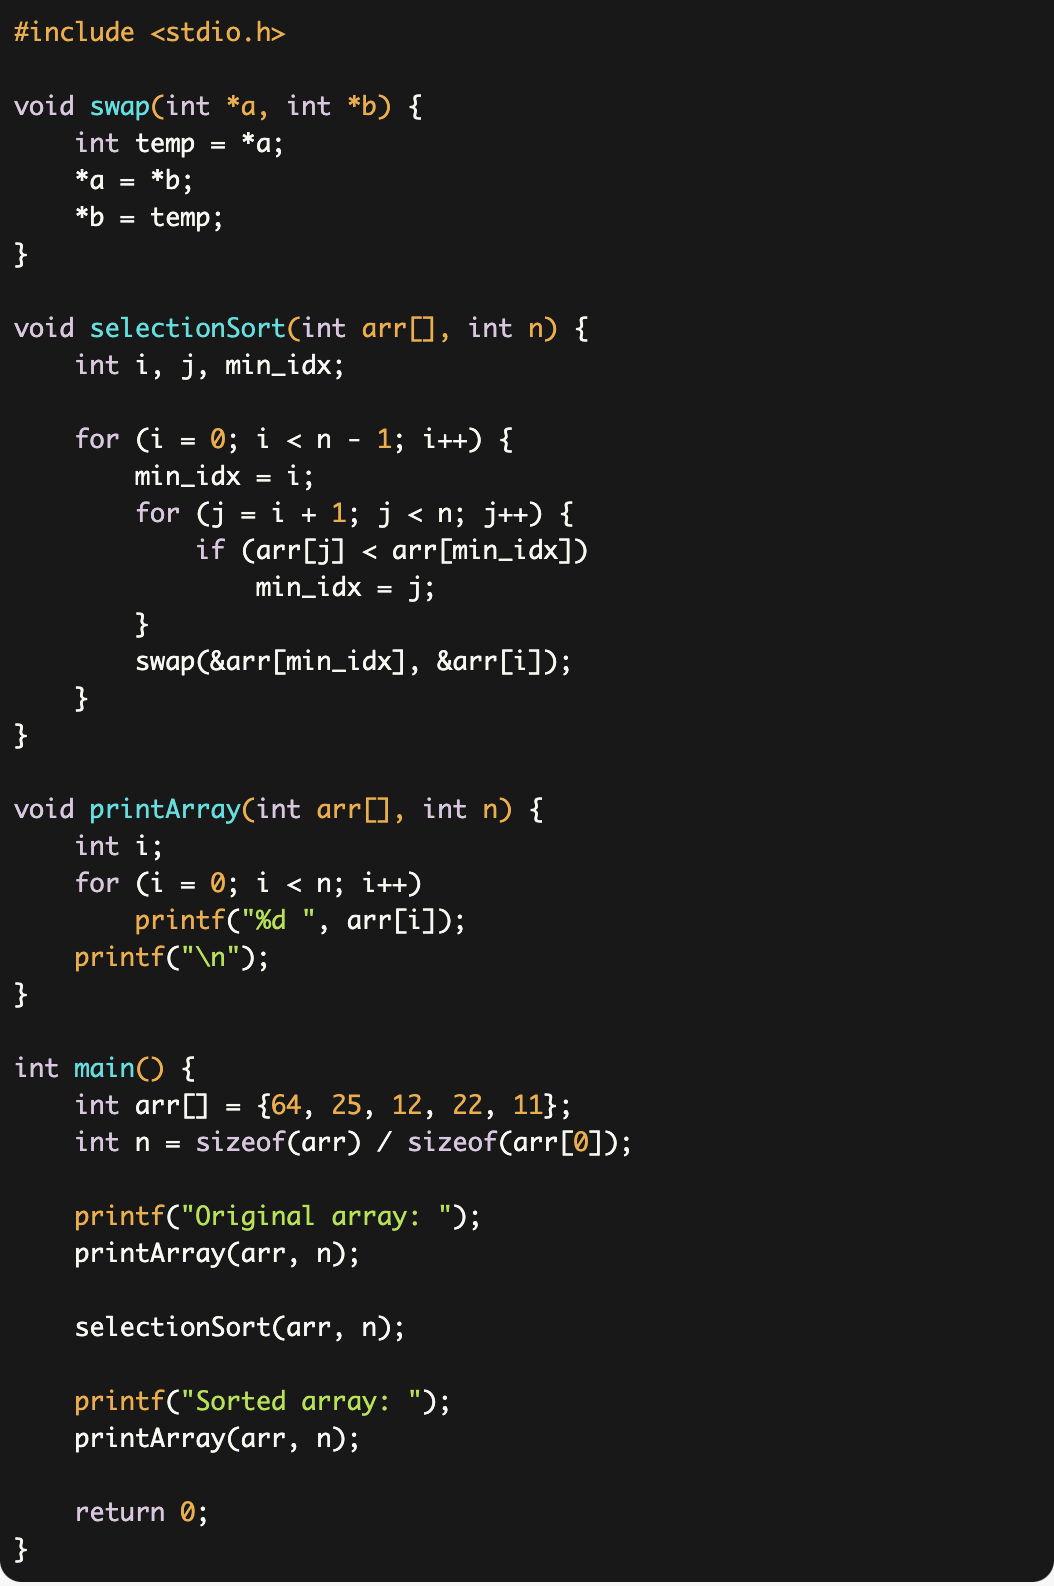 #include <stdio.h>

void swap(int *a, int *b) {
    int temp = *a;
    *a = *b;
    *b = temp;
}

void selectionSort(int arr[], int n) {
    int i, j, min_idx;

    for (i = 0; i < n - 1; i++) {
        min_idx = i;
        for (j = i + 1; j < n; j++) {
            if (arr[j] < arr[min_idx])
                min_idx = j;
        }
        swap(&arr[min_idx], &arr[i]);
    }
}

void printArray(int arr[], int n) {
    int i;
    for (i = 0; i < n; i++)
        printf("%d ", arr[i]);
    printf("\n");
}

int main() {
    int arr[] = {64, 25, 12, 22, 11};
    int n = sizeof(arr) / sizeof(arr[0]);

    printf("Original array: ");
    printArray(arr, n);

    selectionSort(arr, n);

    printf("Sorted array: ");
    printArray(arr, n);

    return 0;
}